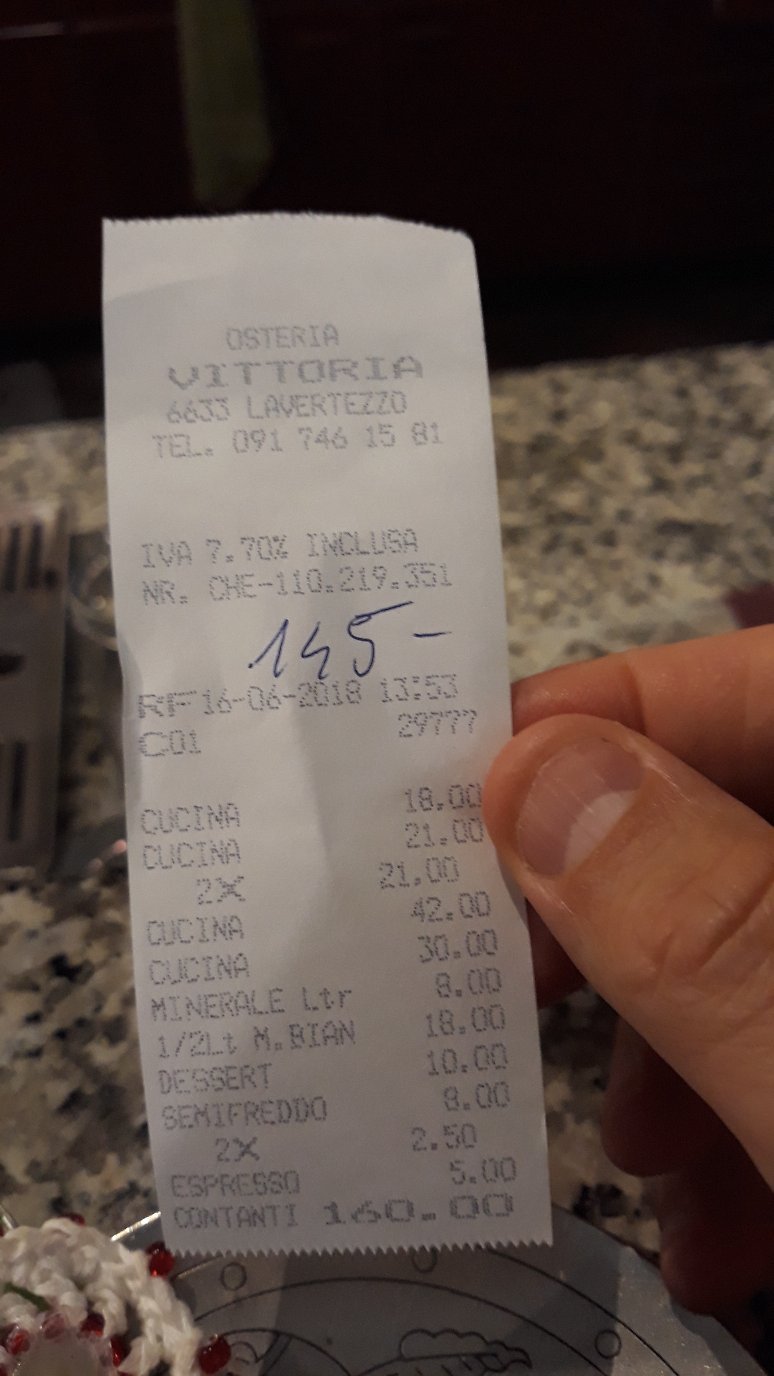 OSTERIA
VITTORIA
6633 LAVERTEZZO
TEL. 091 746 15 81
IVA 7.70% INCLUSA
NR. CHE-110.219.351
145-
RF 16-06-2018 13:53
C01 29777
CUCINA 18.00
CUCINA 21.00
2X 21.00
CUCINA 42.00
CUCINA 30.00
MINERALE Ltr 8.00
1/2Lt M.BIAN 18.00
DESSERT 10.00
SEMIFREDDO 8.00
2X 2.50
ESPRESSO 5.00
CONTANTI 160.00